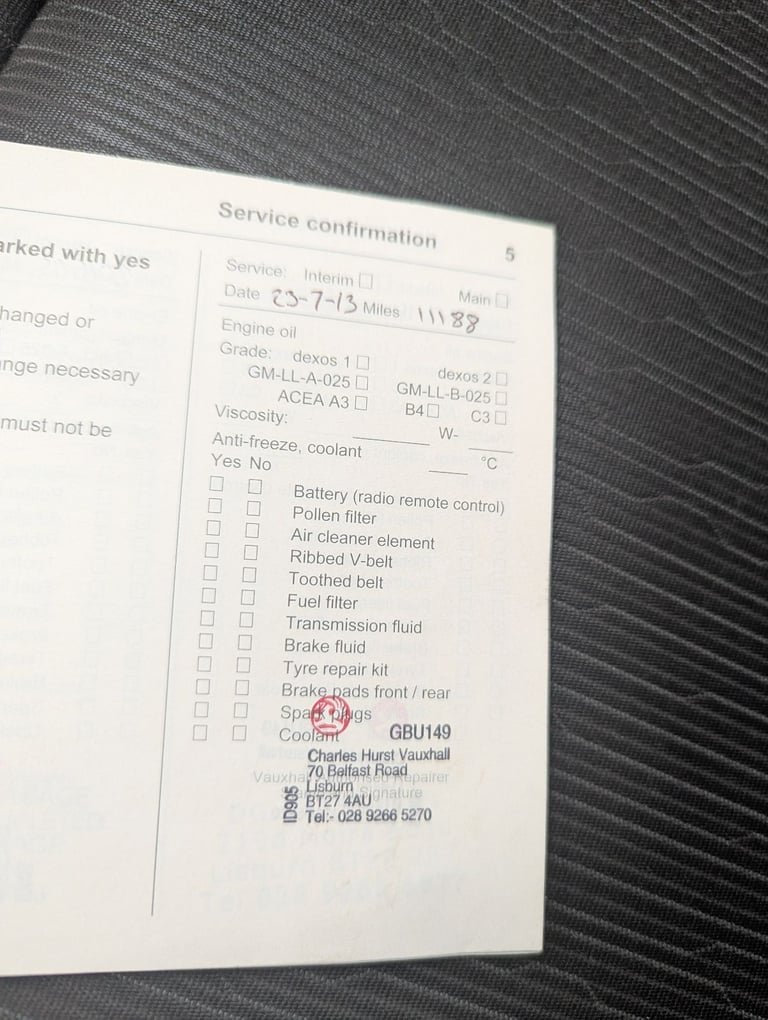 Service confirmation 5
arked with yes
hanged or
nge necessary
must not be
Service: Interim ☐ Main ☐
Date 23-7-13 Miles 11188
Engine oil
Grade: dexos 1 ☐ dexos 2 ☐
GM-LL-A-025 ☐ GM-LL-B-025 ☐
ACEA A3 ☐ B4 ☐ C3 ☐
Viscosity: W-
Anti-freeze, coolant °C
Yes No
☐ ☐ Battery (radio remote control)
☐ ☐ Pollen filter
☐ ☐ Air cleaner element
☐ ☐ Ribbed V-belt
☐ ☐ Toothed belt
☐ ☐ Fuel filter
☐ ☐ Transmission fluid
☐ ☐ Brake fluid
☐ ☐ Tyre repair kit
☐ ☐ Brake pads front / rear
☐ ☐ Spark plugs
☐ ☐ Coolant
GBU149
Charles Hurst Vauxhall
70 Belfast Road
Lisburn
BT27 4AU
Tel:- 028 9266 5270
ID905
Vauxhall Authorised Repairer
Signature